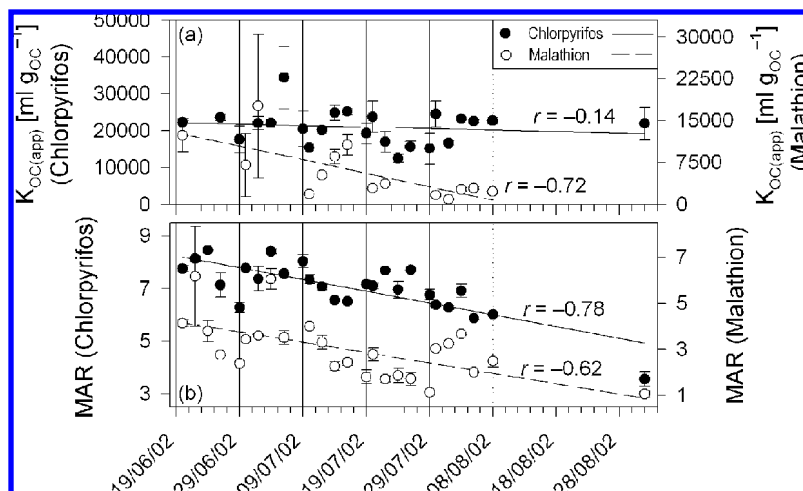 (a)
Chlorpyrifos
Malathion
K_OC(app) [ml g_OC⁻¹]
(Chlorpyrifos)
50000
40000
30000
20000
10000
0
K_OC(app) [ml g_OC⁻¹]
(Malathion)
30000
22500
15000
7500
0
r = –0.14
r = –0.72
(b)
MAR (Chlorpyrifos)
9
7
5
3
MAR (Malathion)
7
5
3
1
r = –0.78
r = –0.62
19/06/02
29/06/02
09/07/02
19/07/02
29/07/02
08/08/02
18/08/02
28/08/02